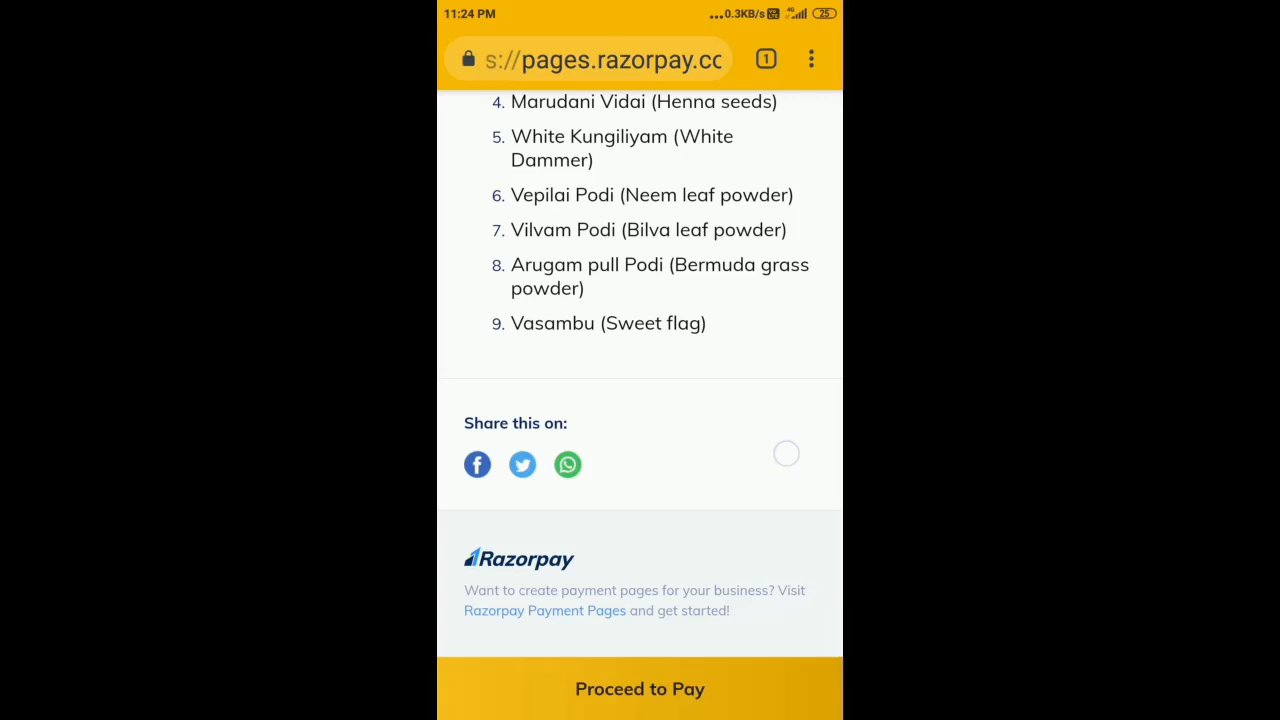 11:24 PM
...0.3KB/s VO LTE 4G 25
s://pages.razorpay.cc
1
4. Marudani Vidai (Henna seeds)
5. White Kungiliyam (White
Dammer)
6. Vepilai Podi (Neem leaf powder)
7. Vilvam Podi (Bilva leaf powder)
8. Arugam pull Podi (Bermuda grass
powder)
9. Vasambu (Sweet flag)
Share this on:
Razorpay
Want to create payment pages for your business? Visit
Razorpay Payment Pages and get started!
Proceed to Pay